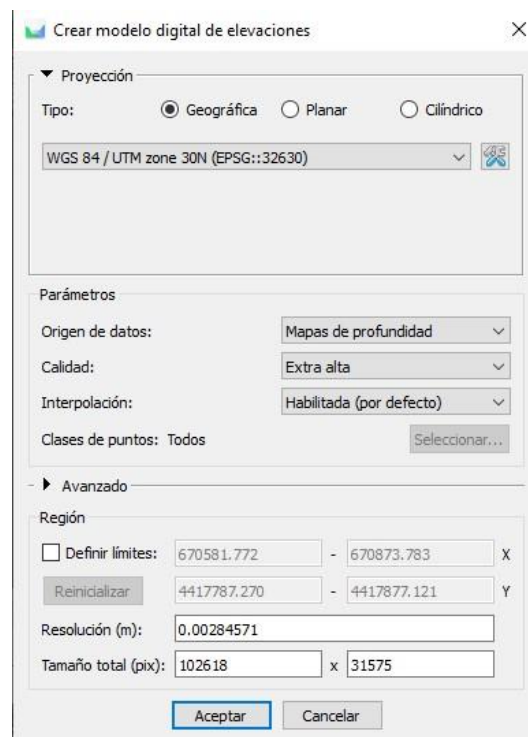 Crear modelo digital de elevaciones
Proyección
Tipo: Geográfica Planar Cilíndrico
WGS 84 / UTM zone 30N (EPSG::32630)
Parámetros
Origen de datos: Mapas de profundidad
Calidad: Extra alta
Interpolación: Habilitada (por defecto)
Clases de puntos: Todos Seleccionar...
Avanzado
Región
Definir límites: 670581.772 - 670873.783 X
Reinicializar 4417787.270 - 4417877.121 Y
Resolución (m): 0.00284571
Tamaño total (pix): 102618 x 31575
Aceptar Cancelar